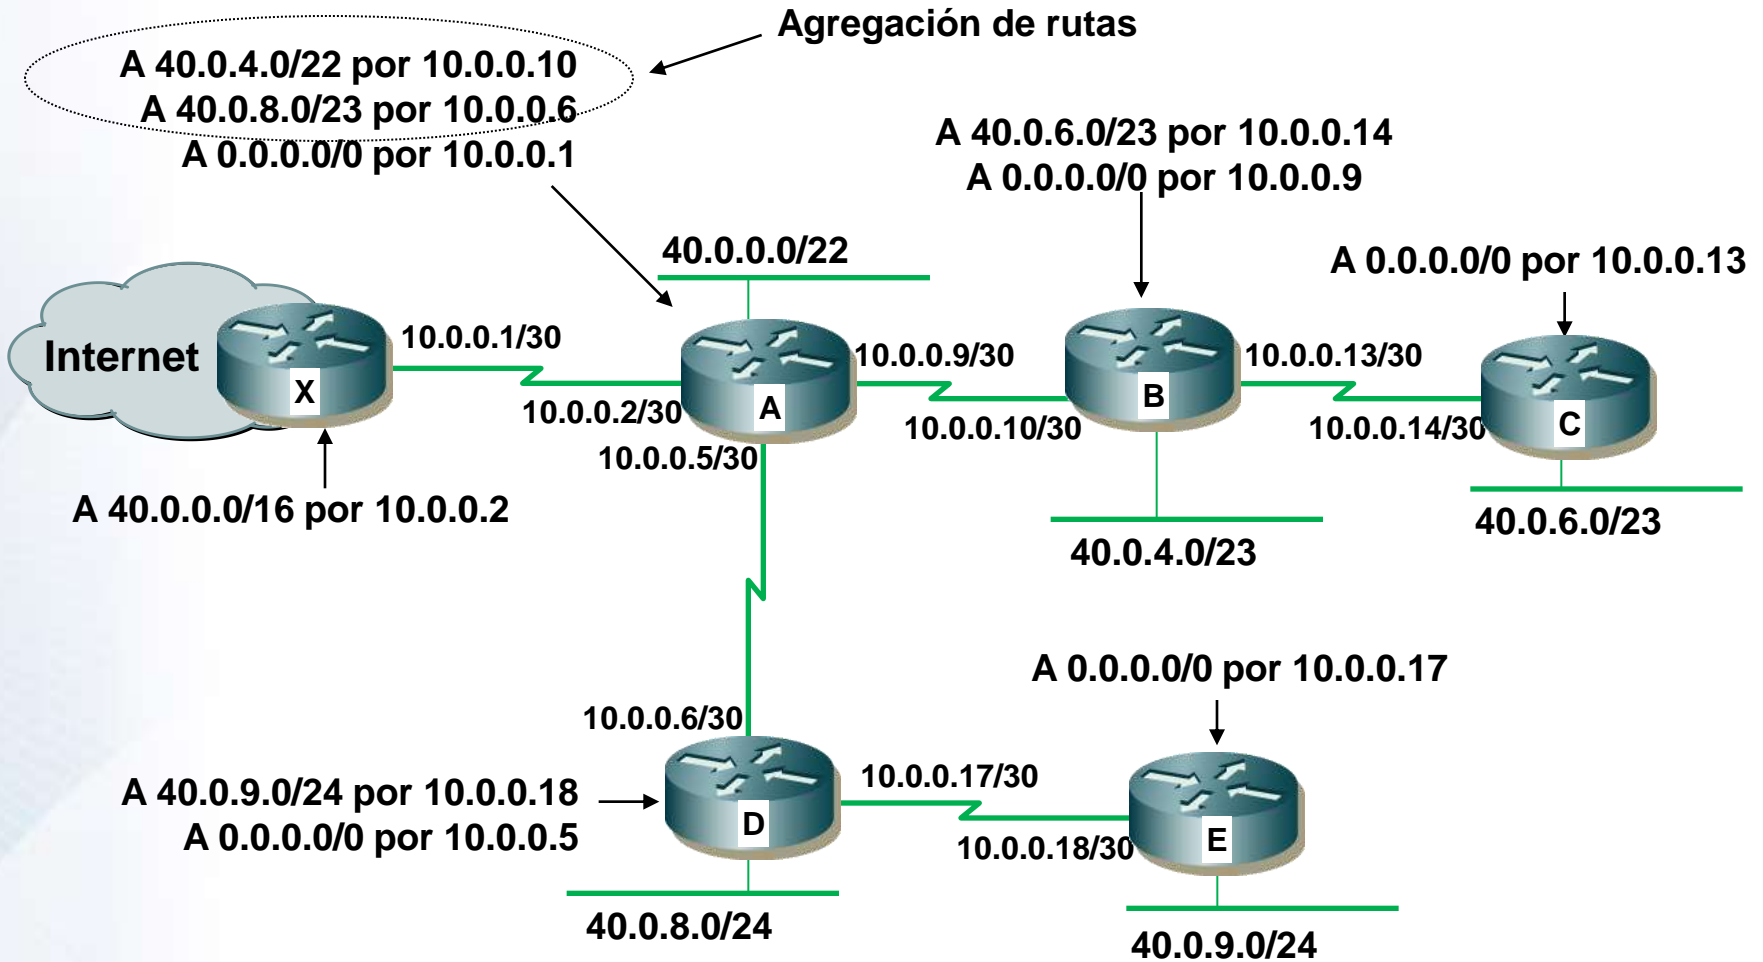 Agregación de rutas
A 40.0.4.0/22 por 10.0.0.10
A 40.0.8.0/23 por 10.0.0.6
A 0.0.0.0/0 por 10.0.0.1
A 40.0.6.0/23 por 10.0.0.14
A 0.0.0.0/0 por 10.0.0.9
40.0.0.0/22
A 0.0.0.0/0 por 10.0.0.13
Internet
X
10.0.0.1/30
10.0.0.2/30
10.0.0.5/30
A
10.0.0.9/30
10.0.0.10/30
B
10.0.0.13/30
10.0.0.14/30
C
A 40.0.0.0/16 por 10.0.0.2
40.0.4.0/23
40.0.6.0/23
A 0.0.0.0/0 por 10.0.0.17
10.0.0.6/30
A 40.0.9.0/24 por 10.0.0.18
A 0.0.0.0/0 por 10.0.0.5
D
10.0.0.17/30
10.0.0.18/30
E
40.0.8.0/24
40.0.9.0/24